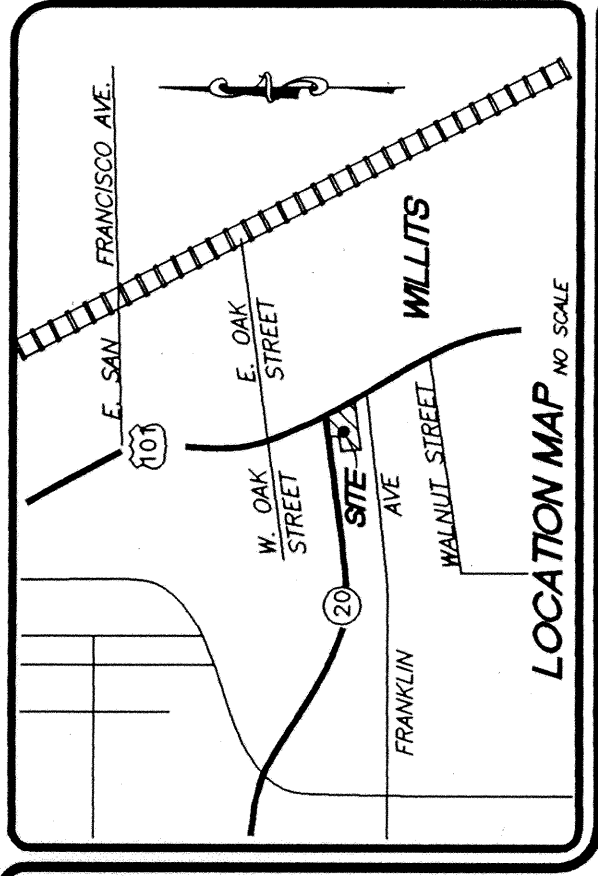 E. SAN FRANCISCO AVE.
101
W. OAK
STREET
E. OAK
STREET
20
SITE
WILLITS
FRANKLIN AVE
WALNUT STREET
LOCATION MAP NO SCALE